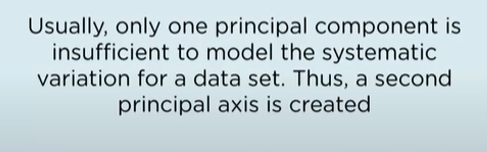 Usually, only one principal component is
insufficient to model the systematic
variation for a data set. Thus, a second
principal axis is created